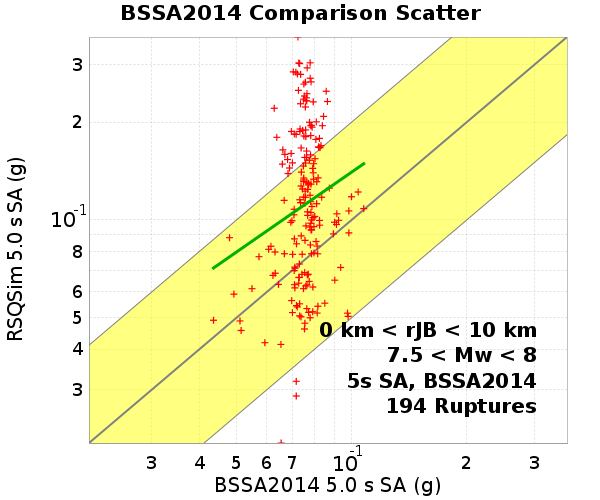 BSSA2014 Comparison Scatter
RSQSim 5.0 s SA (g)
3
2
10-1
8
6
5
4
3
0 km < rJB < 10 km
7.5 < Mw < 8
5s SA, BSSA2014
194 Ruptures
3 4 5 6 7 10-1 2 3
BSSA2014 5.0 s SA (g)